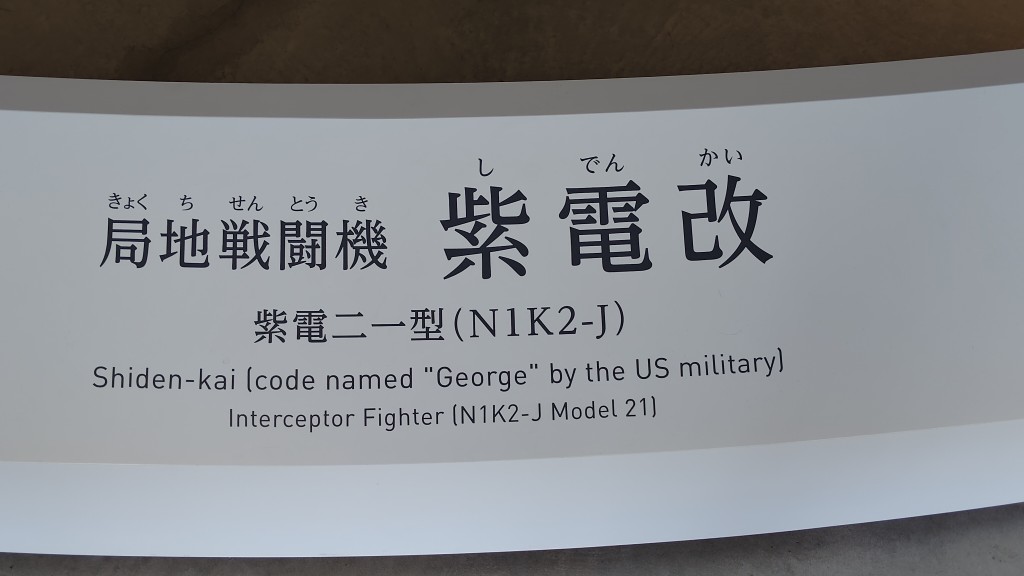 きょく ち せん とう き し でん かい
局地戦闘機 紫電改
紫電二一型(N1K2-J)
Shiden-kai (code named "George" by the US military)
Interceptor Fighter (N1K2-J Model 21)